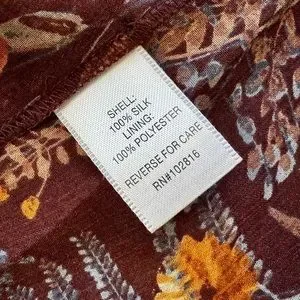 SHELL:
100% SILK
LINING:
100% POLYESTER
REVERSE FOR CARE
RN#102816